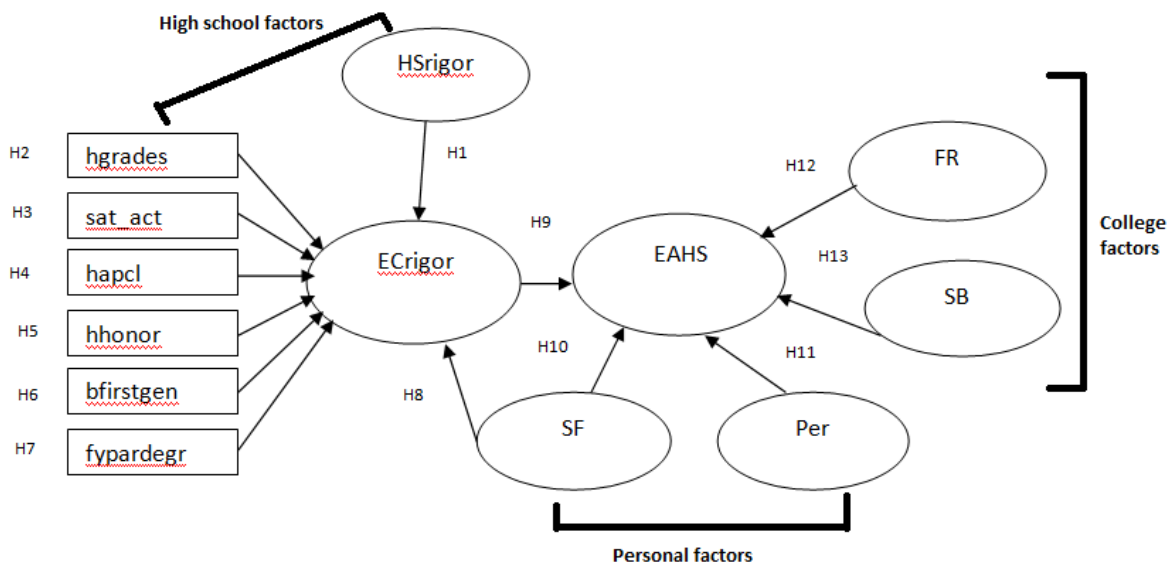 High school factors
HSrigor
H1
H2
hgrades
H3
sat_act
H4
hapcl
H5
hhonor
H6
bfirstgen
H7
fypardegr
ECrigor
H9
EAHS
H12
FR
H13
SB
College
factors
H10
H11
H8
SF
Per
Personal factors